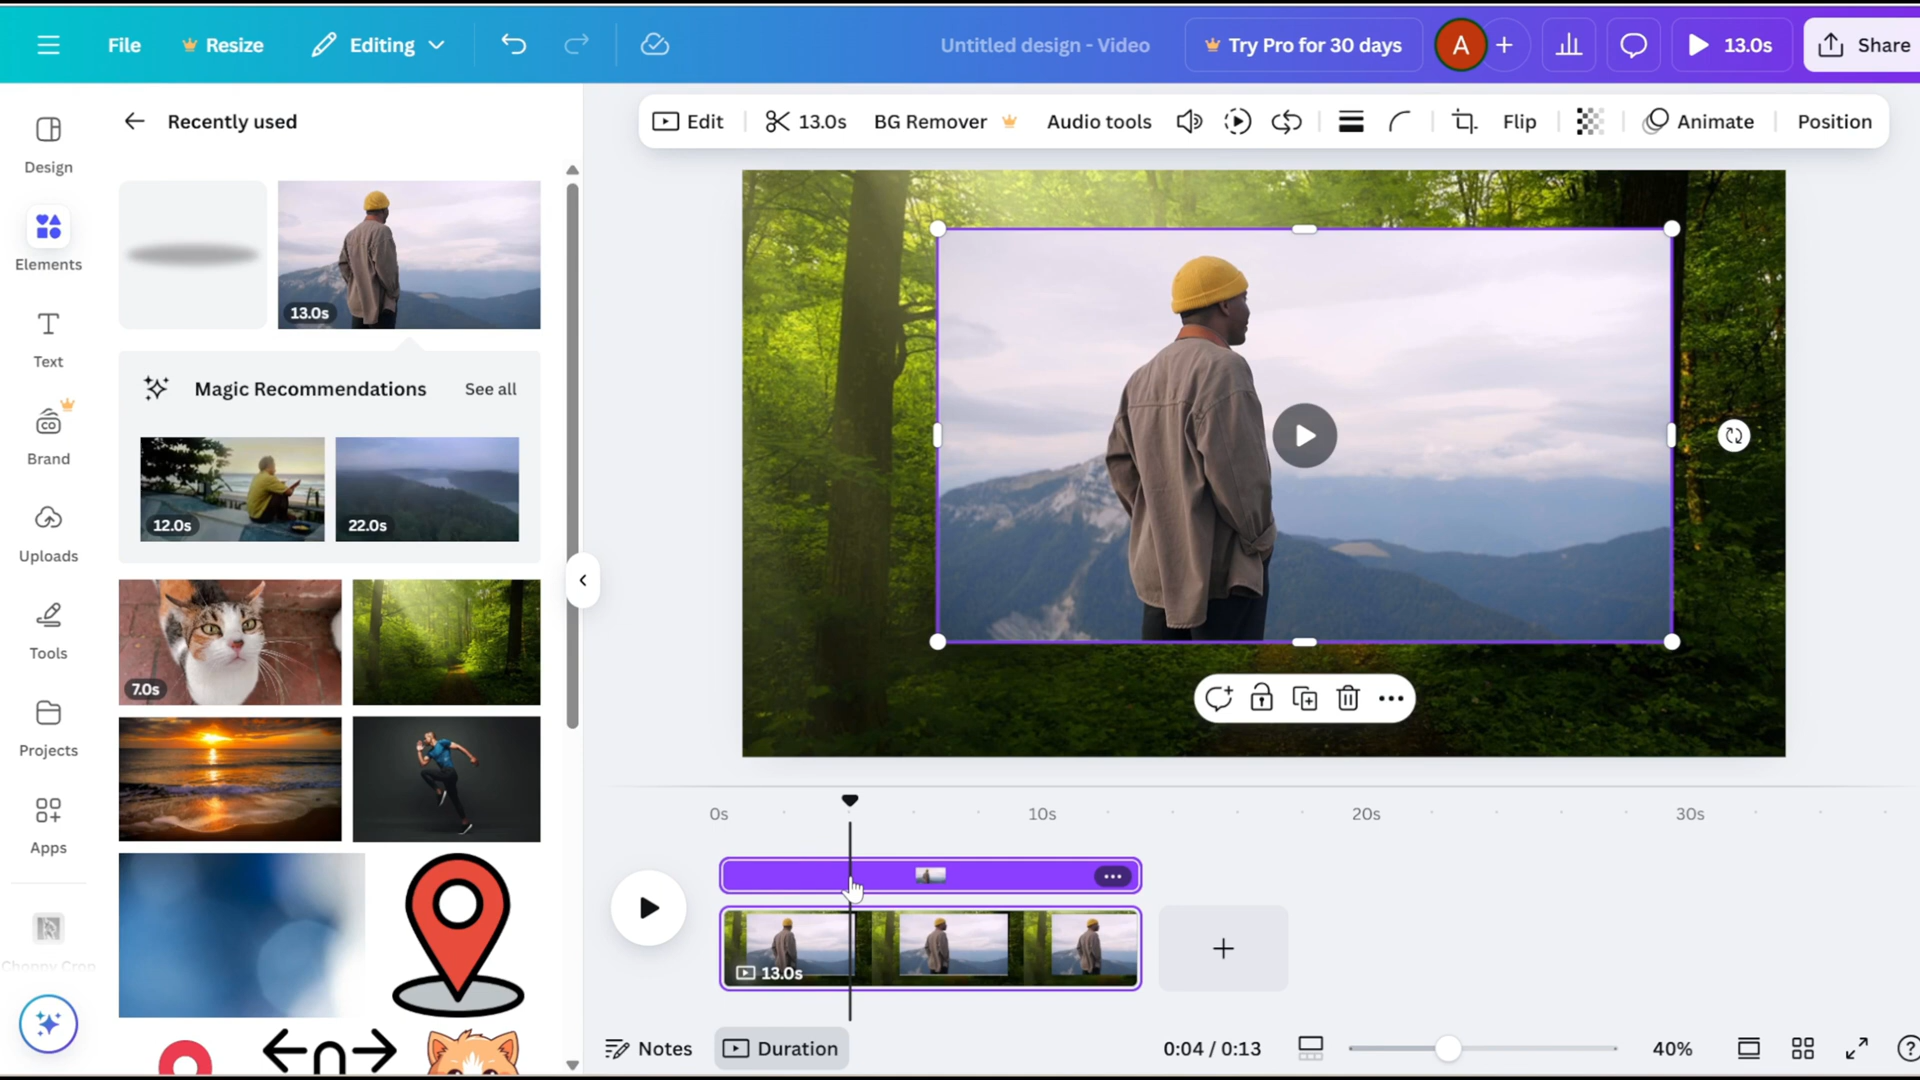 File
Resize
Editing
Untitled design - Video
Try Pro for 30 days
A
13.0s
Share
Design
Elements
Text
Brand
Uploads
Tools
Projects
Apps
Recently used
13.0s
Magic Recommendations
See all
12.0s
22.0s
7.0s
Edit
13.0s
BG Remover
Audio tools
Flip
Animate
Position
0s
10s
20s
30s
13.0s
Notes
Duration
0:04 / 0:13
40%